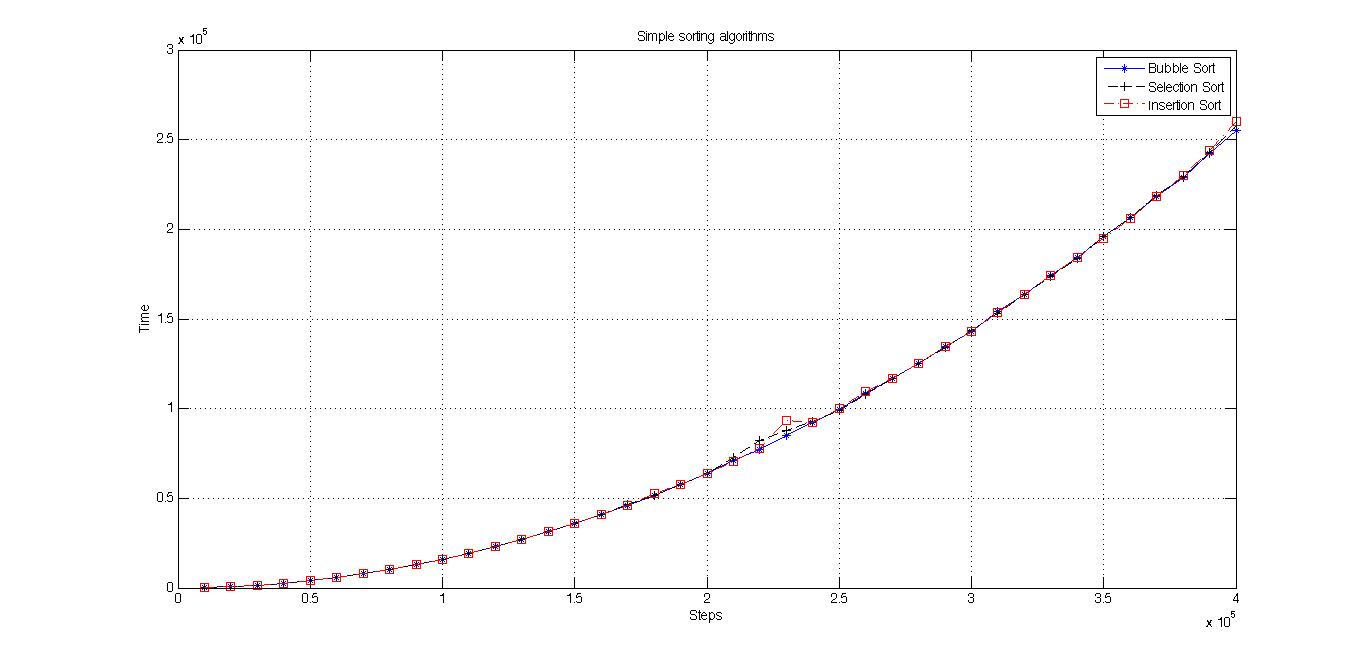 Simple sorting algorithms
x 10^5
3
2.5
2
1.5
1
0.5
0
Time
Bubble Sort
Selection Sort
Insertion Sort
0 0.5 1 1.5 2 2.5 3 3.5 4
Steps
x 10^5